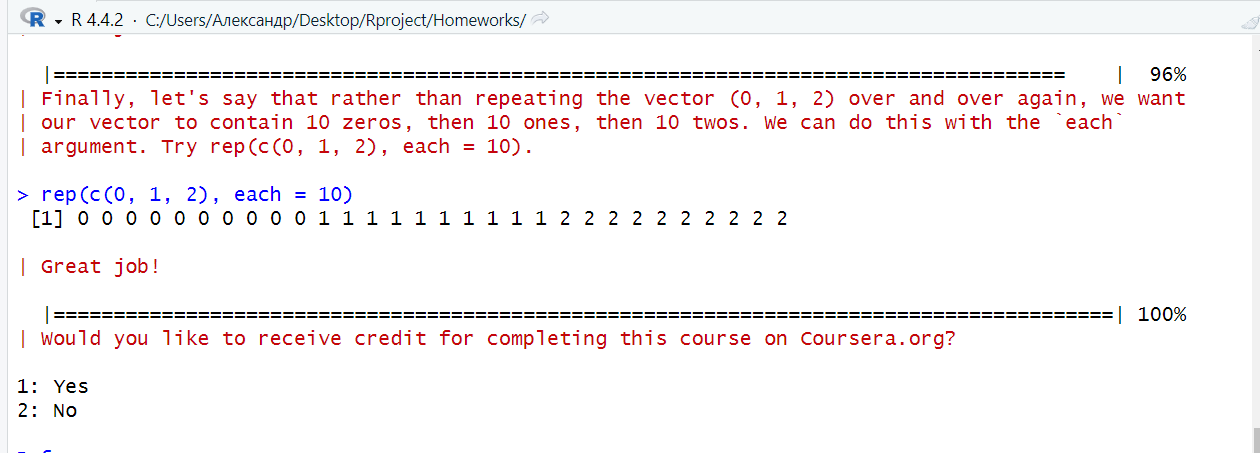 R R 4.4.2 · C:/Users/Александр/Desktop/Rproject/Homeworks/
|==================================================================================== | 96%
| Finally, let's say that rather than repeating the vector (0, 1, 2) over and over again, we want
| our vector to contain 10 zeros, then 10 ones, then 10 twos. We can do this with the `each`
| argument. Try rep(c(0, 1, 2), each = 10).
> rep(c(0, 1, 2), each = 10)
[1] 0 0 0 0 0 0 0 0 0 0 1 1 1 1 1 1 1 1 1 1 2 2 2 2 2 2 2 2 2 2
| Great job!
|========================================================================================| 100%
| Would you like to receive credit for completing this course on Coursera.org?
1: Yes
2: No